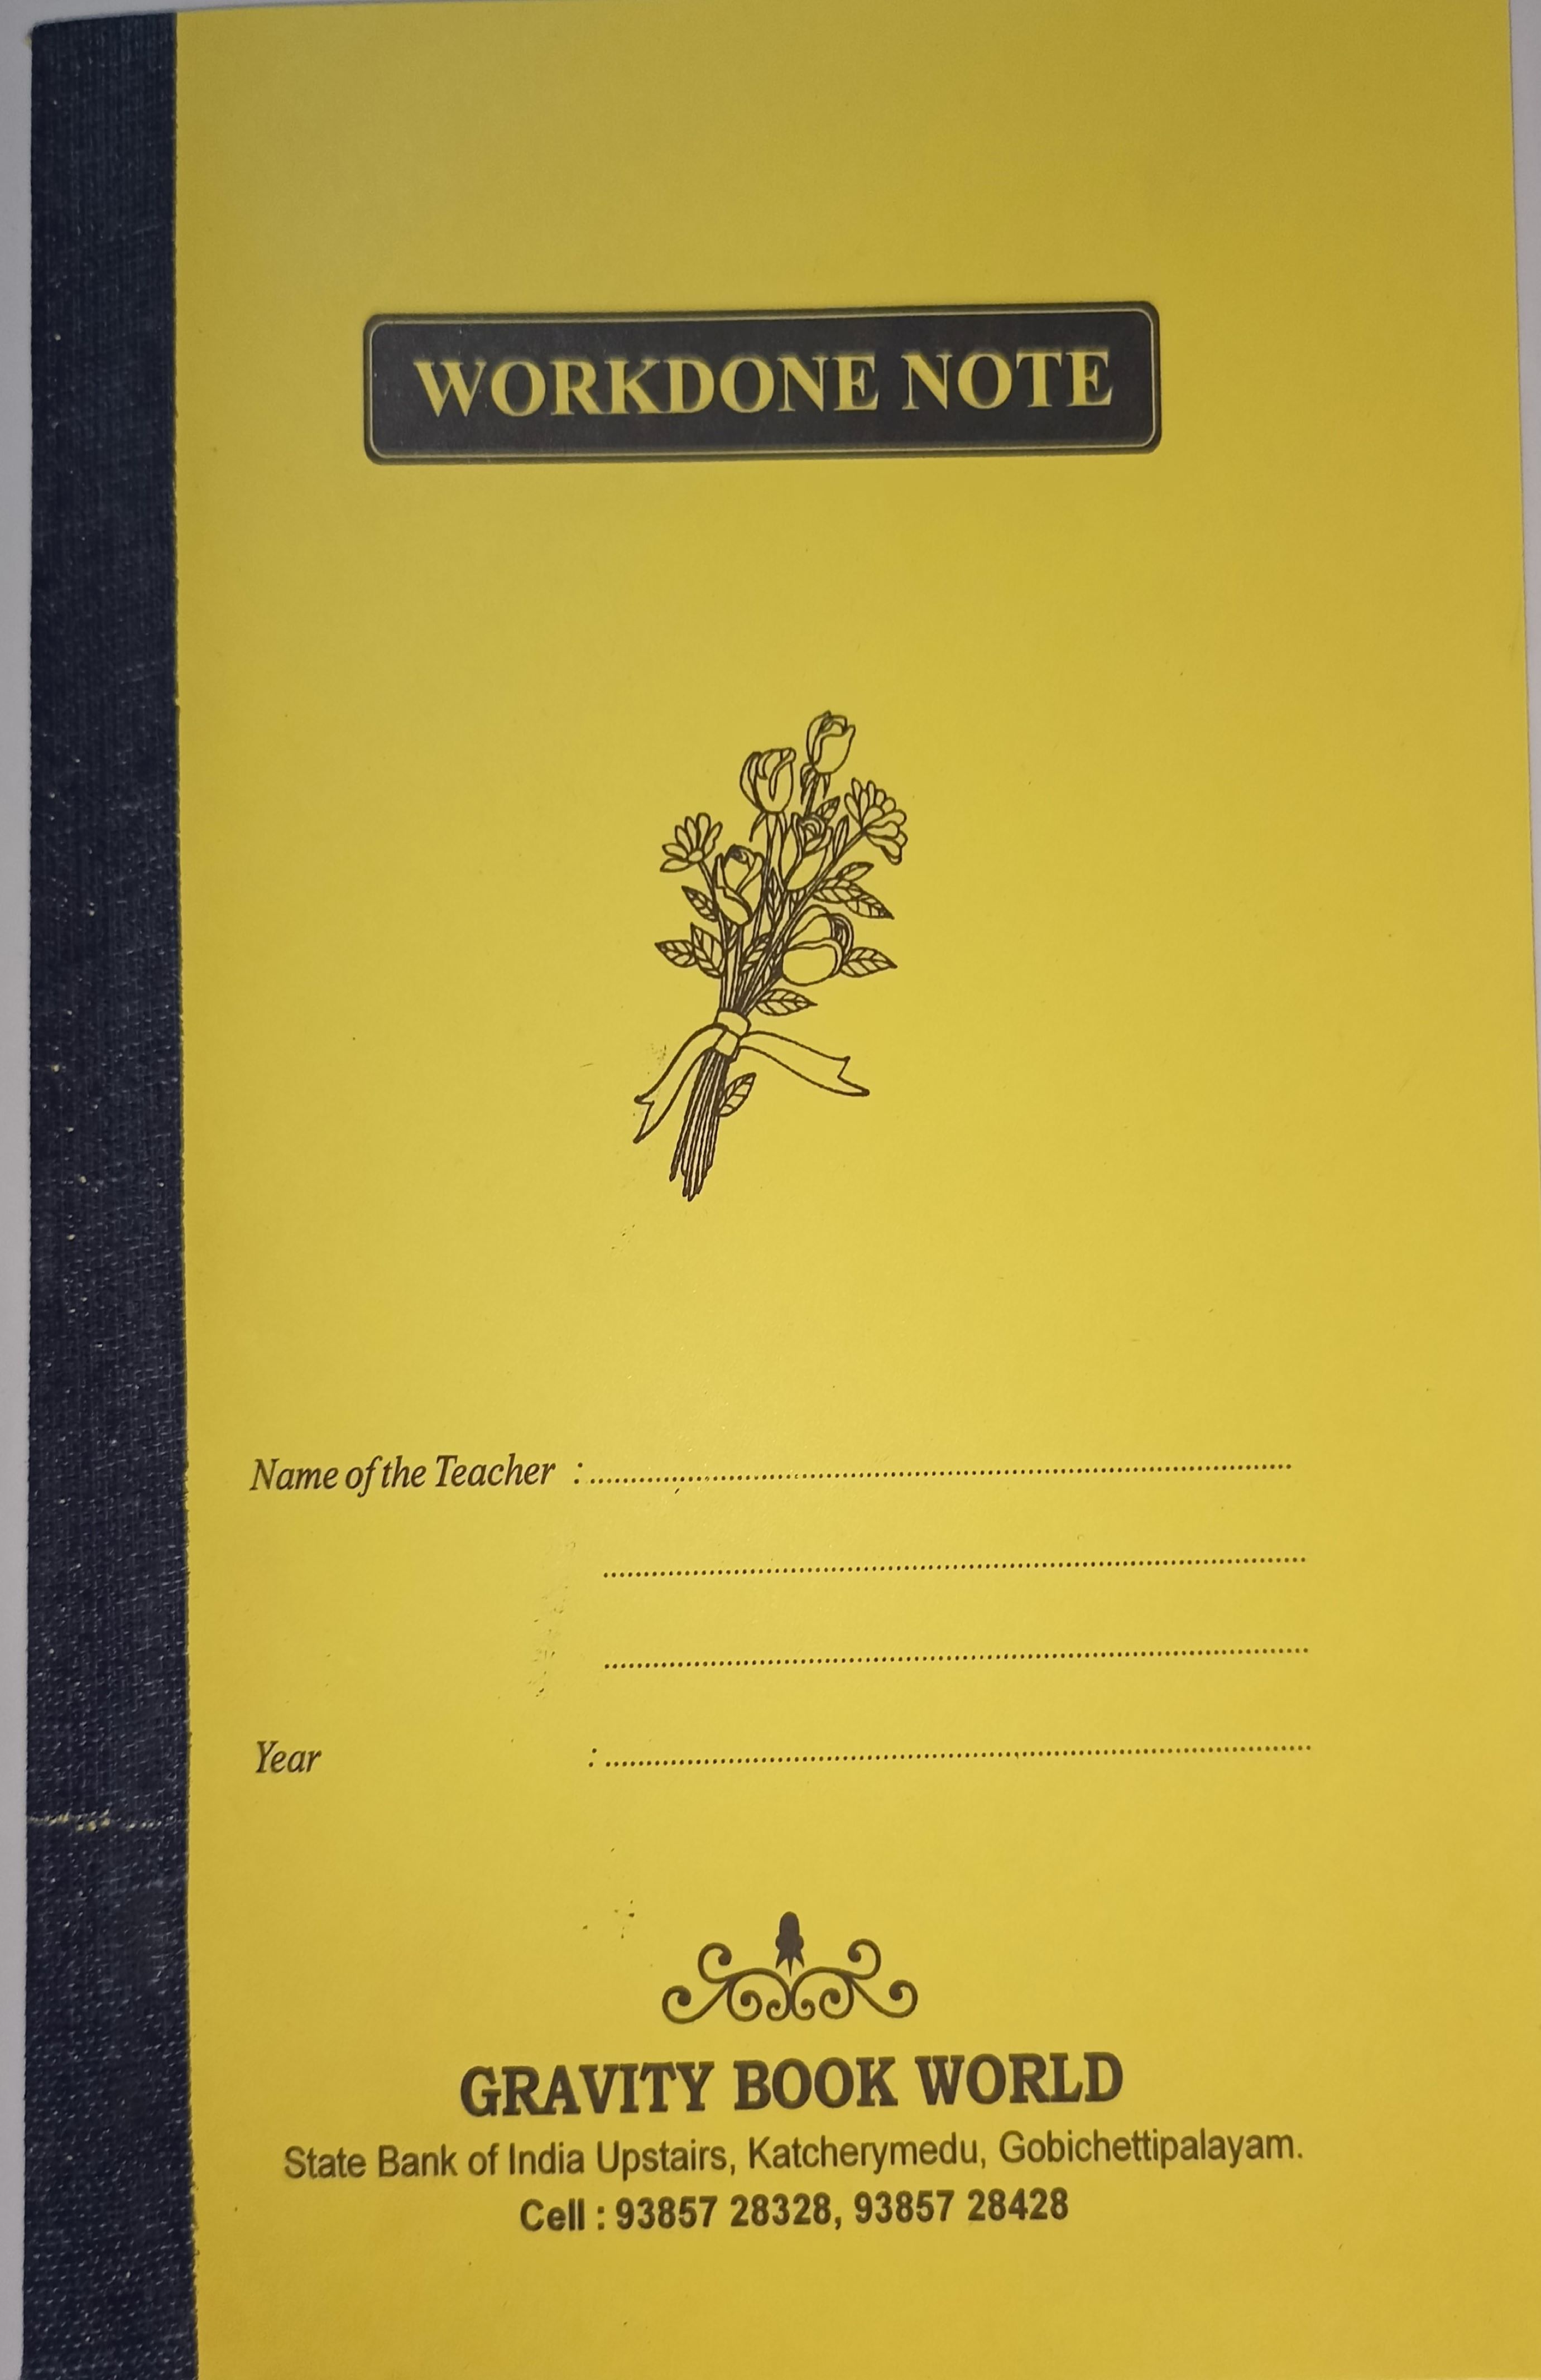 WORKDONE NOTE
Name of the Teacher :....................................................
....................................................
....................................................
Year : ....................................................
GRAVITY BOOK WORLD
State Bank of India Upstairs, Katcherymedu, Gobichettipalayam.
Cell : 93857 28328, 93857 28428